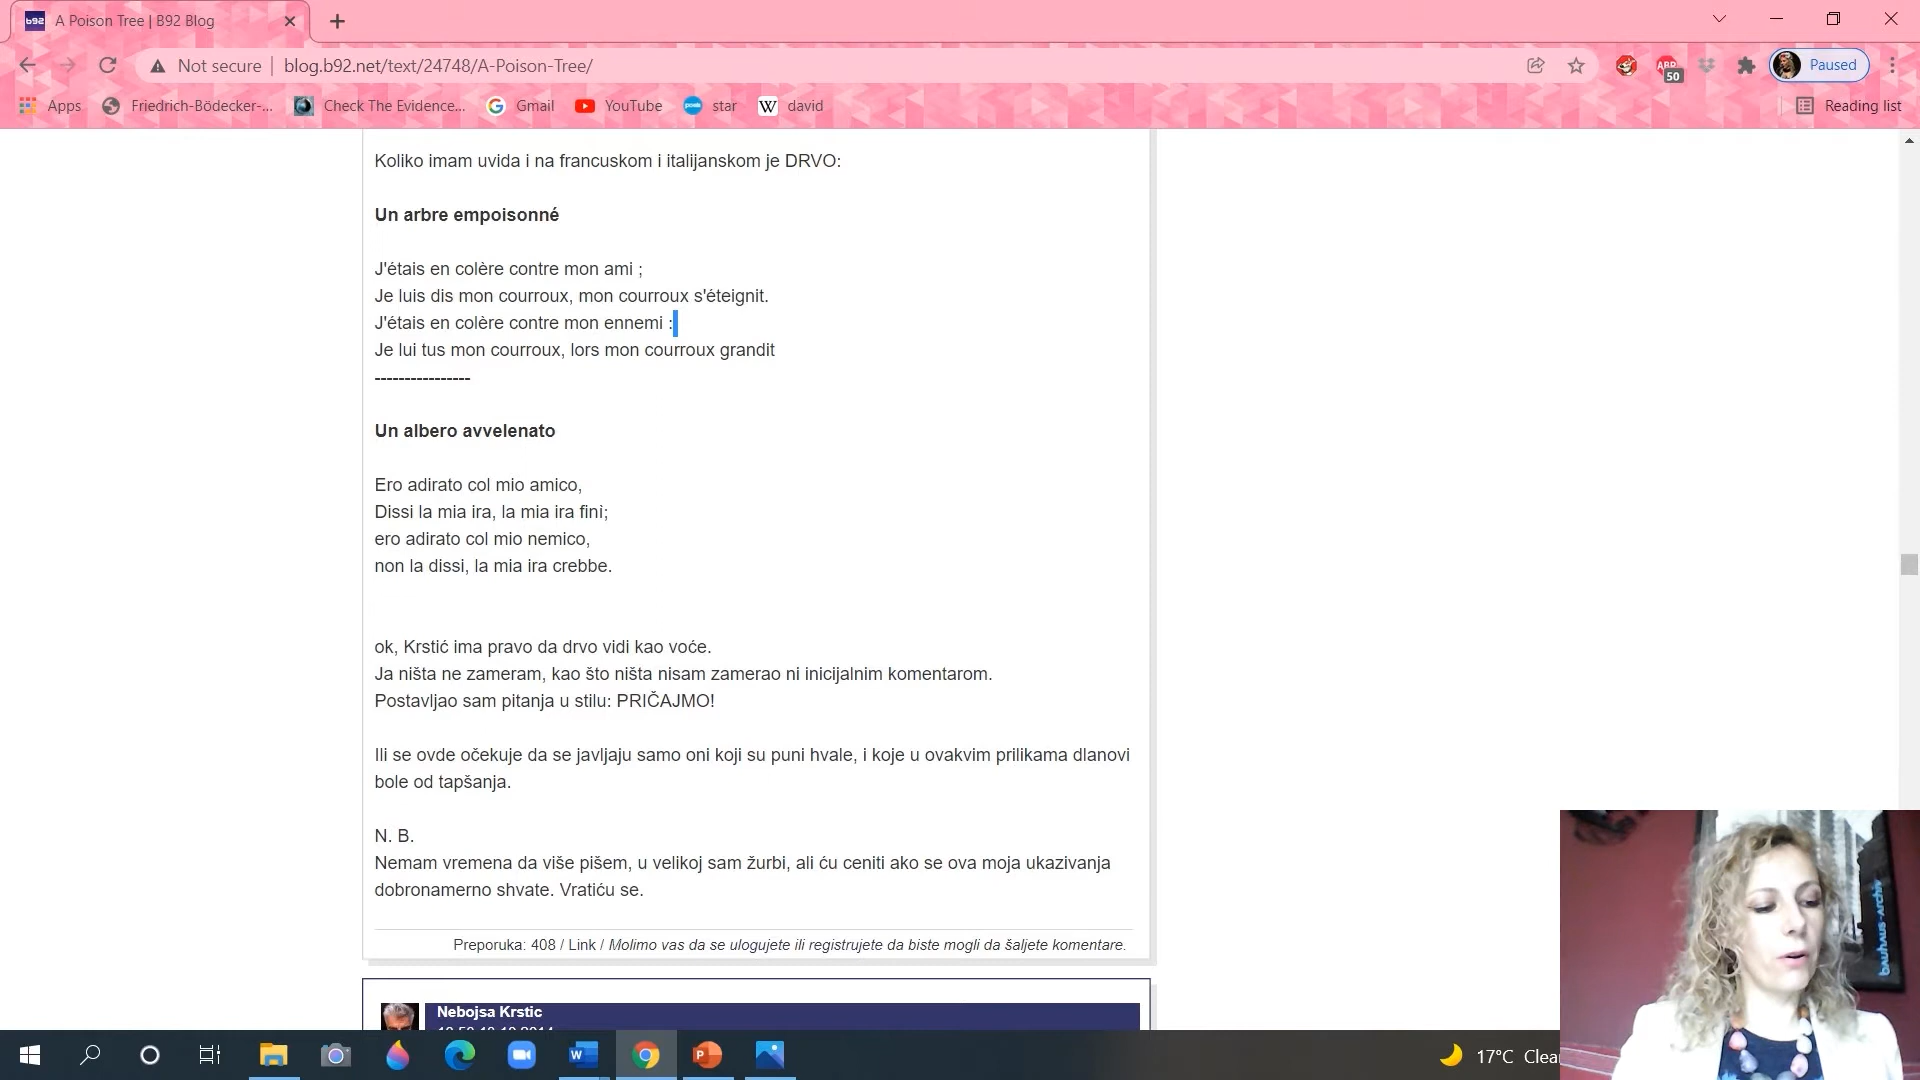 b92 A Poison Tree | B92 Blog
Not secure blog.b92.net/text/24748/A-Poison-Tree/
ABP 50 Paused
Apps Friedrich-Bödecker-... Check The Evidence... Gmail YouTube star W david Reading list
Koliko imam uvida i na francuskom i italijanskom je DRVO:
Un arbre empoisonné
J'étais en colère contre mon ami ;
Je luis dis mon courroux, mon courroux s'éteignit.
J'étais en colère contre mon ennemi :
Je lui tus mon courroux, lors mon courroux grandit
----------------
Un albero avvelenato
Ero adirato col mio amico,
Dissi la mia ira, la mia ira finì;
ero adirato col mio nemico,
non la dissi, la mia ira crebbe.
ok, Krstić ima pravo da drvo vidi kao voće.
Ja ništa ne zameram, kao što ništa nisam zamerao ni inicijalnim komentarom.
Postavljao sam pitanja u stilu: PRIČAJMO!
Ili se ovde očekuje da se javljaju samo oni koji su puni hvale, i koje u ovakvim prilikama dlanovi
bole od tapšanja.
N. B.
Nemam vremena da više pišem, u velikoj sam žurbi, ali ću ceniti ako se ova moja ukazivanja
dobronamerno shvate. Vratiću se.
Preporuka: 408 / Link / Molimo vas da se ulogujete ili registrujete da biste mogli da šaljete komentare.
Nebojsa Krstic
bauhaus-archiv
W P 17°C Clea